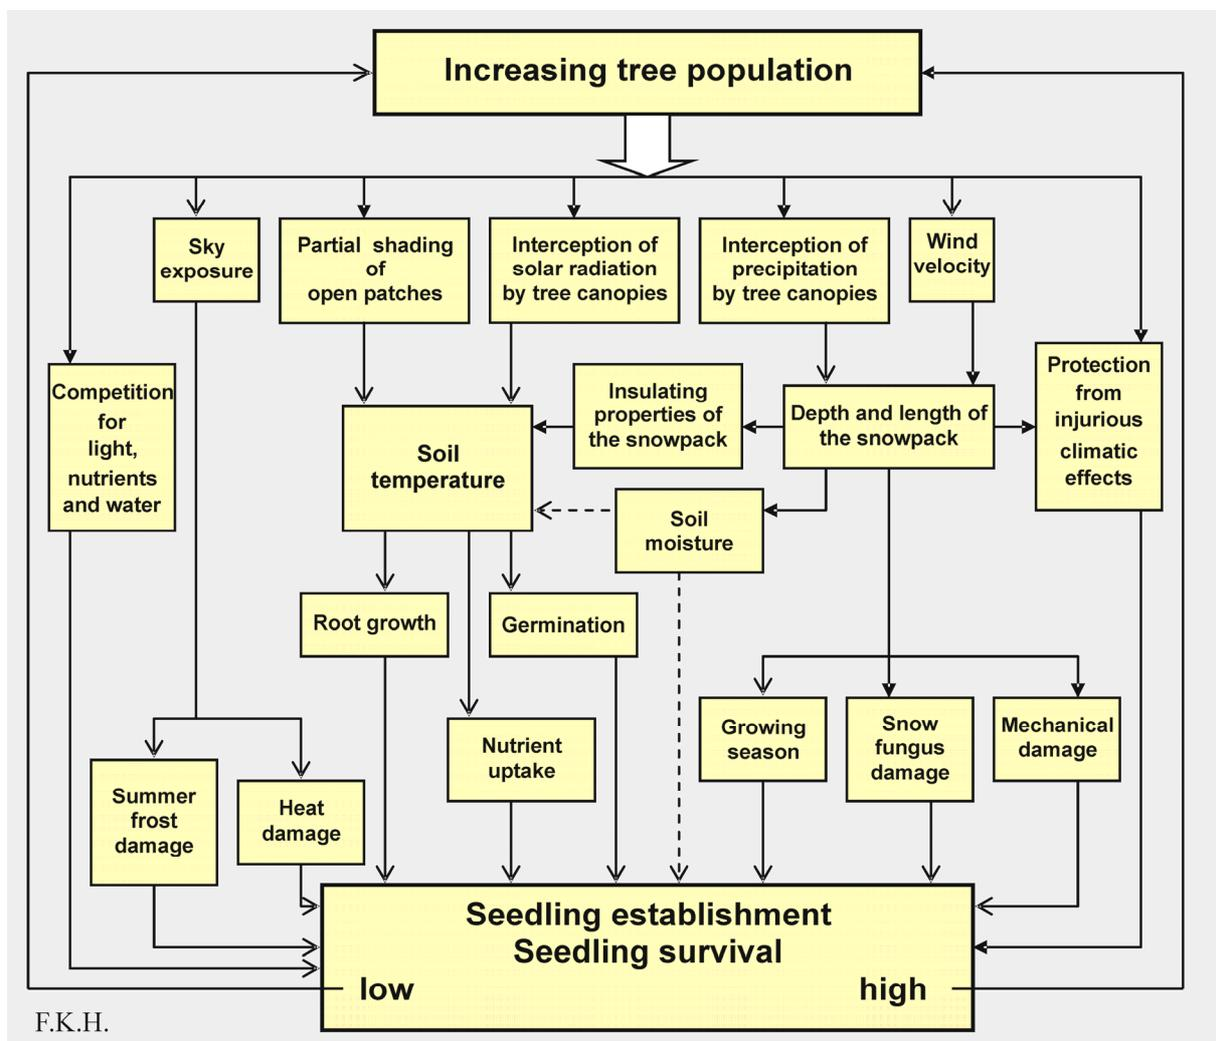 Increasing tree population
Sky
exposure
Partial shading
of
open patches
Interception of
solar radiation
by tree canopies
Interception of
precipitation
by tree canopies
Wind
velocity
Competition
for
light,
nutrients
and water
Soil
temperature
Insulating
properties of
the snowpack
Depth and length of
the snowpack
Protection
from
injurious
climatic
effects
Soil
moisture
Root growth
Germination
Nutrient
uptake
Growing
season
Snow
fungus
damage
Mechanical
damage
Summer
frost
damage
Heat
damage
Seedling establishment
Seedling survival
low high
F.K.H.